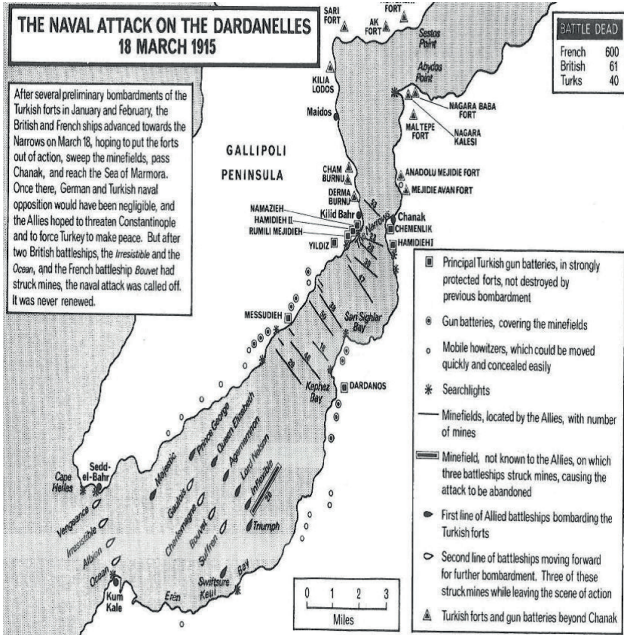 THE NAVAL ATTACK ON THE DARDANELLES
18 MARCH 1915
After several preliminary bombardments of the
Turkish forts in January and February, the
British and French ships advanced towards the
Narrows on March 18, hoping to put the forts
out of action, sweep the minefields, pass
Chanak, and reach the Sea of Marmora.
Once there, German and Turkish naval
opposition would have been negligible, and
the Allies hoped to threaten Constantinople
and to force Turkey to make peace. But after
two British battleships, the Irresistible and the
Ocean, and the French battleship Bouvet had
struck mines, the naval attack was called off.
It was never renewed.
BATTLE DEAD
French 600
British 61
Turks 40
SARI
FORT
AK
FORT
FORT
Sestos
Point
Abydos
Point
KILIA
LODOS
Maidos
NAGARA BABA
FORT
MAL TEPE
FORT
NAGARA
KALESI
GALLIPOLI
PENINSULA
CHAM
BURNU
DERMA
BURNU
ANADOLU MEJIDIE FORT
MEJIDIE AVAN FORT
Kilid Bahr
NAMAZIEH
HAMIDIEH II
RUMILI MEJIDIEH
YILDIZ
Narrows
Chanak
CHEMENLIK
HAMIDIEH I
MESSUDIEH
Sari Sighlar
Bay
Kephez
Bay
DARDANOS
Majestic
Prince George
Queen Elizabeth
Agamemnon
Lord Nelson
Inflexible
Gaulois
Charlemagne
Bouvet
Suffren
Triumph
Swiftsure
Cape
Helles
Sedd-
el-Bahr
Vengeance
Irresistible
Albion
Ocean
Kum
Kale
Eren
Keui
Bay
0 1 2 3 4
Miles
Principal Turkish gun batteries, in strongly
protected forts, not destroyed by
previous bombardment
Gun batteries, covering the minefields
Mobile howitzers, which could be moved
quickly and concealed easily
Searchlights
Minefields, located by the Allies, with number
of mines
Minefield, not known to the Allies, on which
three battleships struck mines, causing the
attack to be abandoned
First line of Allied battleships bombarding the
Turkish forts
Second line of battleships moving forward
for further bombardment. Three of these
struck mines while leaving the scene of action
Turkish forts and gun batteries beyond Chanak